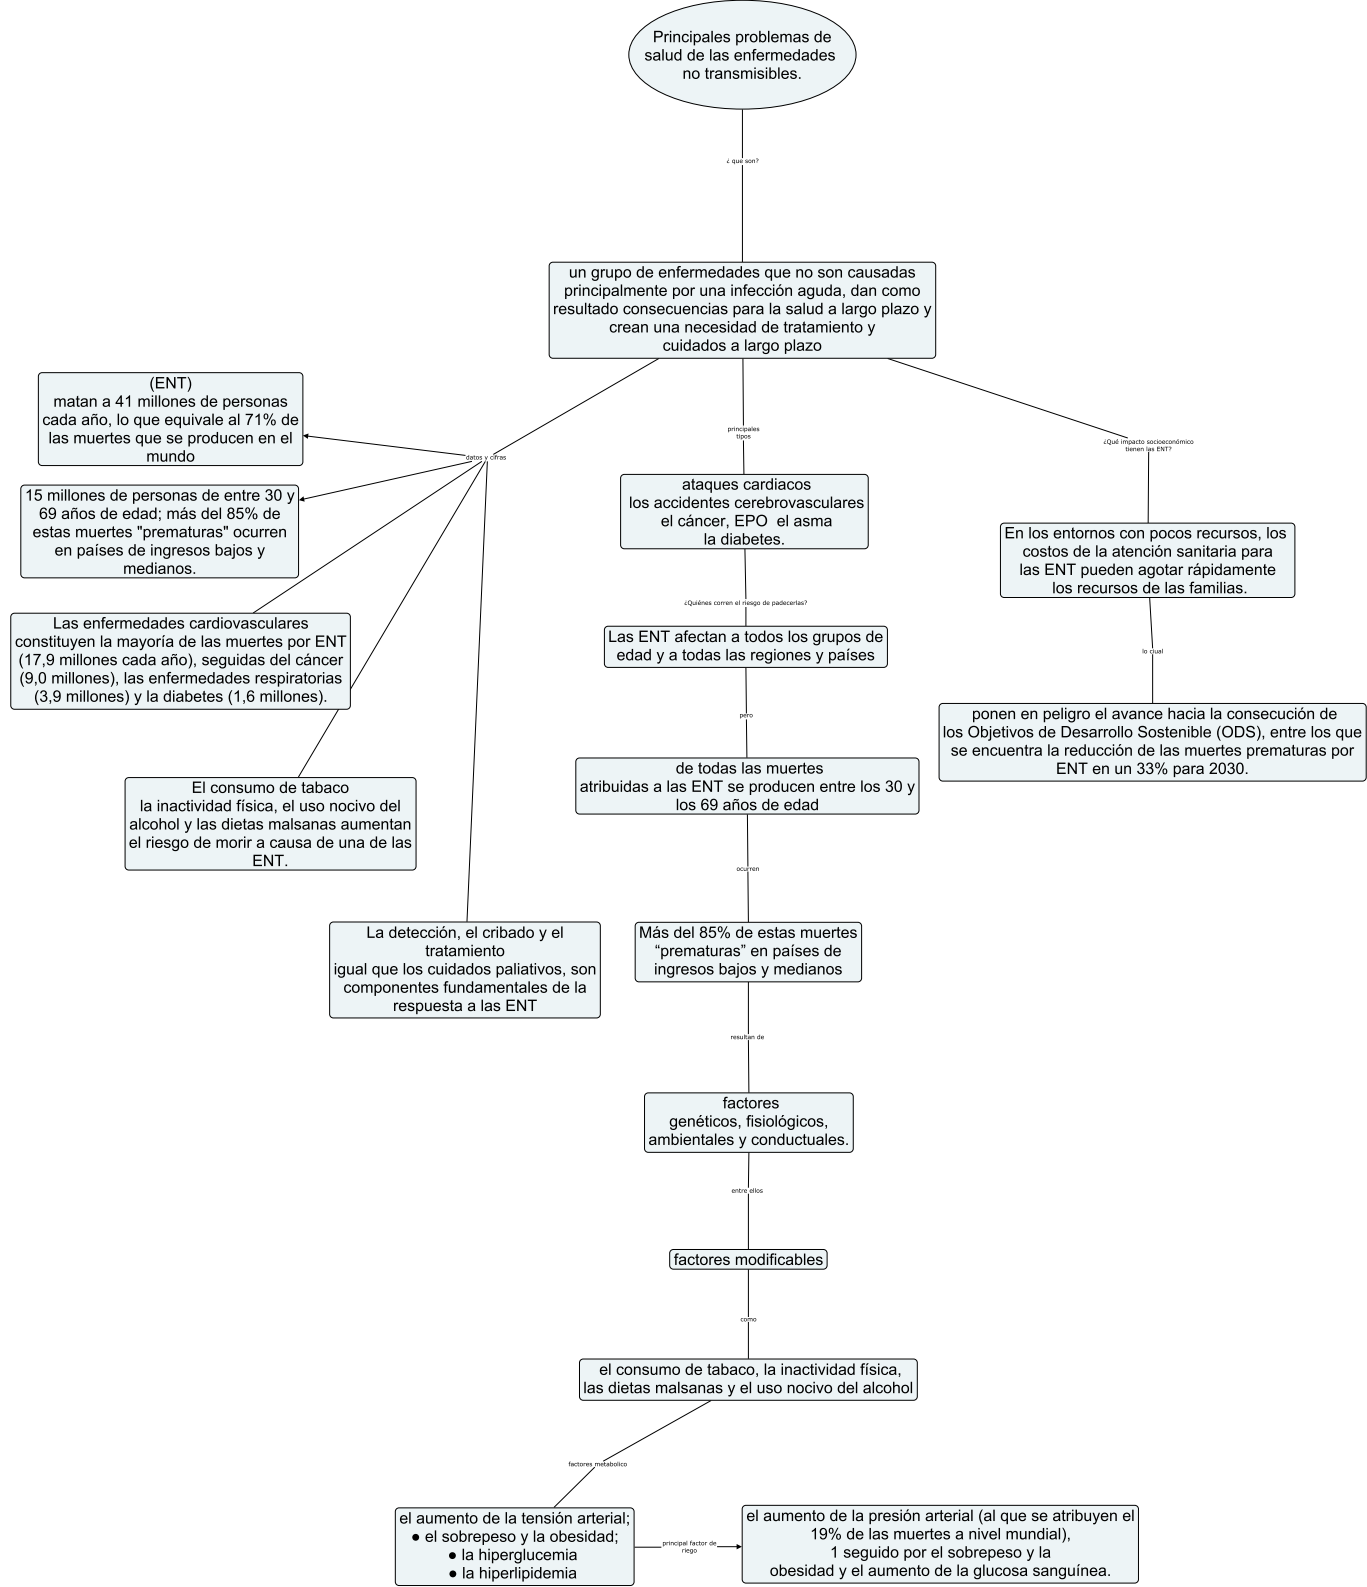 Principales problemas de
salud de las enfermedades
no transmisibles.
¿ que son?
un grupo de enfermedades que no son causadas
principalmente por una infección aguda, dan como
resultado consecuencias para la salud a largo plazo y
crean una necesidad de tratamiento y
cuidados a largo plazo
datos y cifras
(ENT)
matan a 41 millones de personas
cada año, lo que equivale al 71% de
las muertes que se producen en el
mundo
15 millones de personas de entre 30 y
69 años de edad; más del 85% de
estas muertes "prematuras" ocurren
en países de ingresos bajos y
medianos.
Las enfermedades cardiovasculares
constituyen la mayoría de las muertes por ENT
(17,9 millones cada año), seguidas del cáncer
(9,0 millones), las enfermedades respiratorias
(3,9 millones) y la diabetes (1,6 millones).
El consumo de tabaco
la inactividad física, el uso nocivo del
alcohol y las dietas malsanas aumentan
el riesgo de morir a causa de una de las
ENT.
La detección, el cribado y el
tratamiento
igual que los cuidados paliativos, son
componentes fundamentales de la
respuesta a las ENT
principales
tipos
ataques cardiacos
los accidentes cerebrovasculares
el cáncer, EPO el asma
la diabetes.
¿Quiénes corren el riesgo de padecerlas?
Las ENT afectan a todos los grupos de
edad y a todas las regiones y países
pero
de todas las muertes
atribuidas a las ENT se producen entre los 30 y
los 69 años de edad
ocurren
Más del 85% de estas muertes
“prematuras” en países de
ingresos bajos y medianos
resultan de
factores
genéticos, fisiológicos,
ambientales y conductuales.
entre ellos
factores modificables
como
el consumo de tabaco, la inactividad física,
las dietas malsanas y el uso nocivo del alcohol
factores metabolico
el aumento de la tensión arterial;
● el sobrepeso y la obesidad;
● la hiperglucemia
● la hiperlipidemia
principal factor de
riego
el aumento de la presión arterial (al que se atribuyen el
19% de las muertes a nivel mundial),
1 seguido por el sobrepeso y la
obesidad y el aumento de la glucosa sanguínea.
¿Qué impacto socioeconómico
tienen las ENT?
En los entornos con pocos recursos, los
costos de la atención sanitaria para
las ENT pueden agotar rápidamente
los recursos de las familias.
lo cual
ponen en peligro el avance hacia la consecución de
los Objetivos de Desarrollo Sostenible (ODS), entre los que
se encuentra la reducción de las muertes prematuras por
ENT en un 33% para 2030.